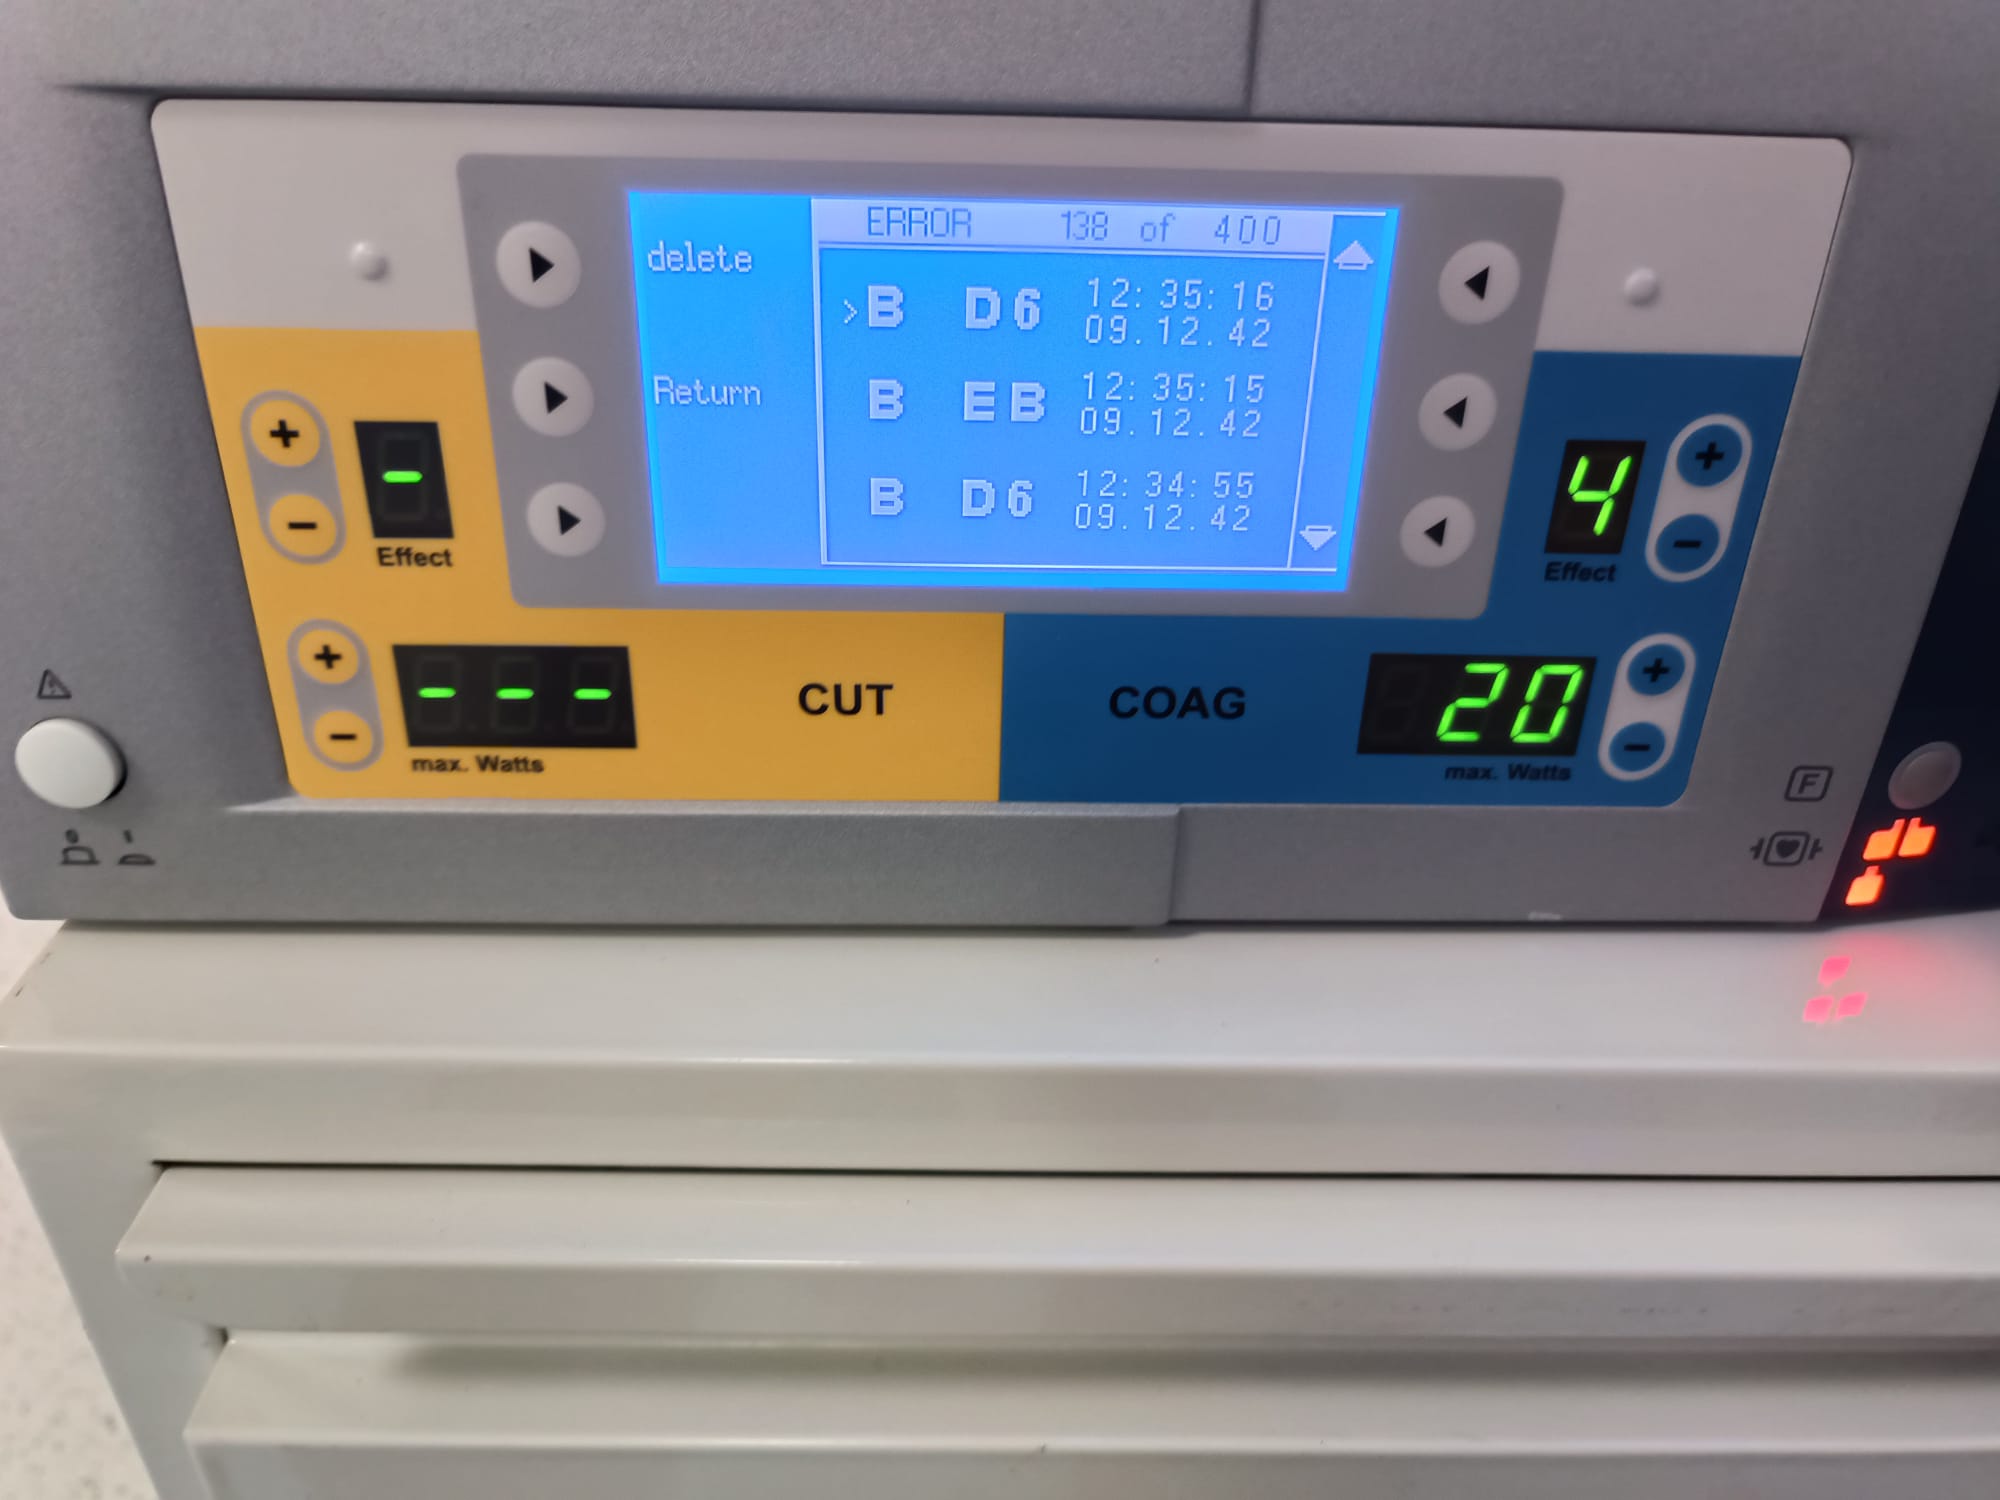 ERROR 138 of 400
delete
>B D6 12:35:16
09.12.42
Return
B EB 12:35:15
09.12.42
B D6 12:34:55
09.12.42
+
-
-
Effect
4
+
-
Effect
+
-
---
max. Watts
CUT
COAG
20
max. Watts
+
-
F